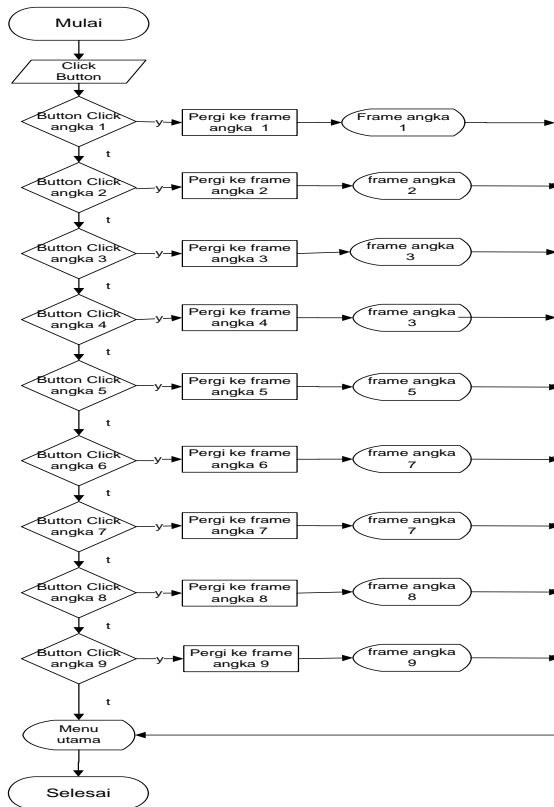 Mulai
Click
Button
Button Click
angka 1
y
Pergi ke frame
angka 1
Frame angka
1
t
Button Click
angka 2
y
Pergi ke frame
angka 2
frame angka
2
t
Button Click
angka 3
y
Pergi ke frame
angka 3
frame angka
3
t
Button Click
angka 4
y
Pergi ke frame
angka 4
frame angka
3
t
Button Click
angka 5
y
Pergi ke frame
angka 5
frame angka
5
t
Button Click
angka 6
y
Pergi ke frame
angka 6
frame angka
7
t
Button Click
angka 7
y
Pergi ke frame
angka 7
frame angka
7
t
Button Click
angka 8
y
Pergi ke frame
angka 8
frame angka
8
t
Button Click
angka 9
y
Pergi ke frame
angka 9
frame angka
9
t
Menu
utama
Selesai